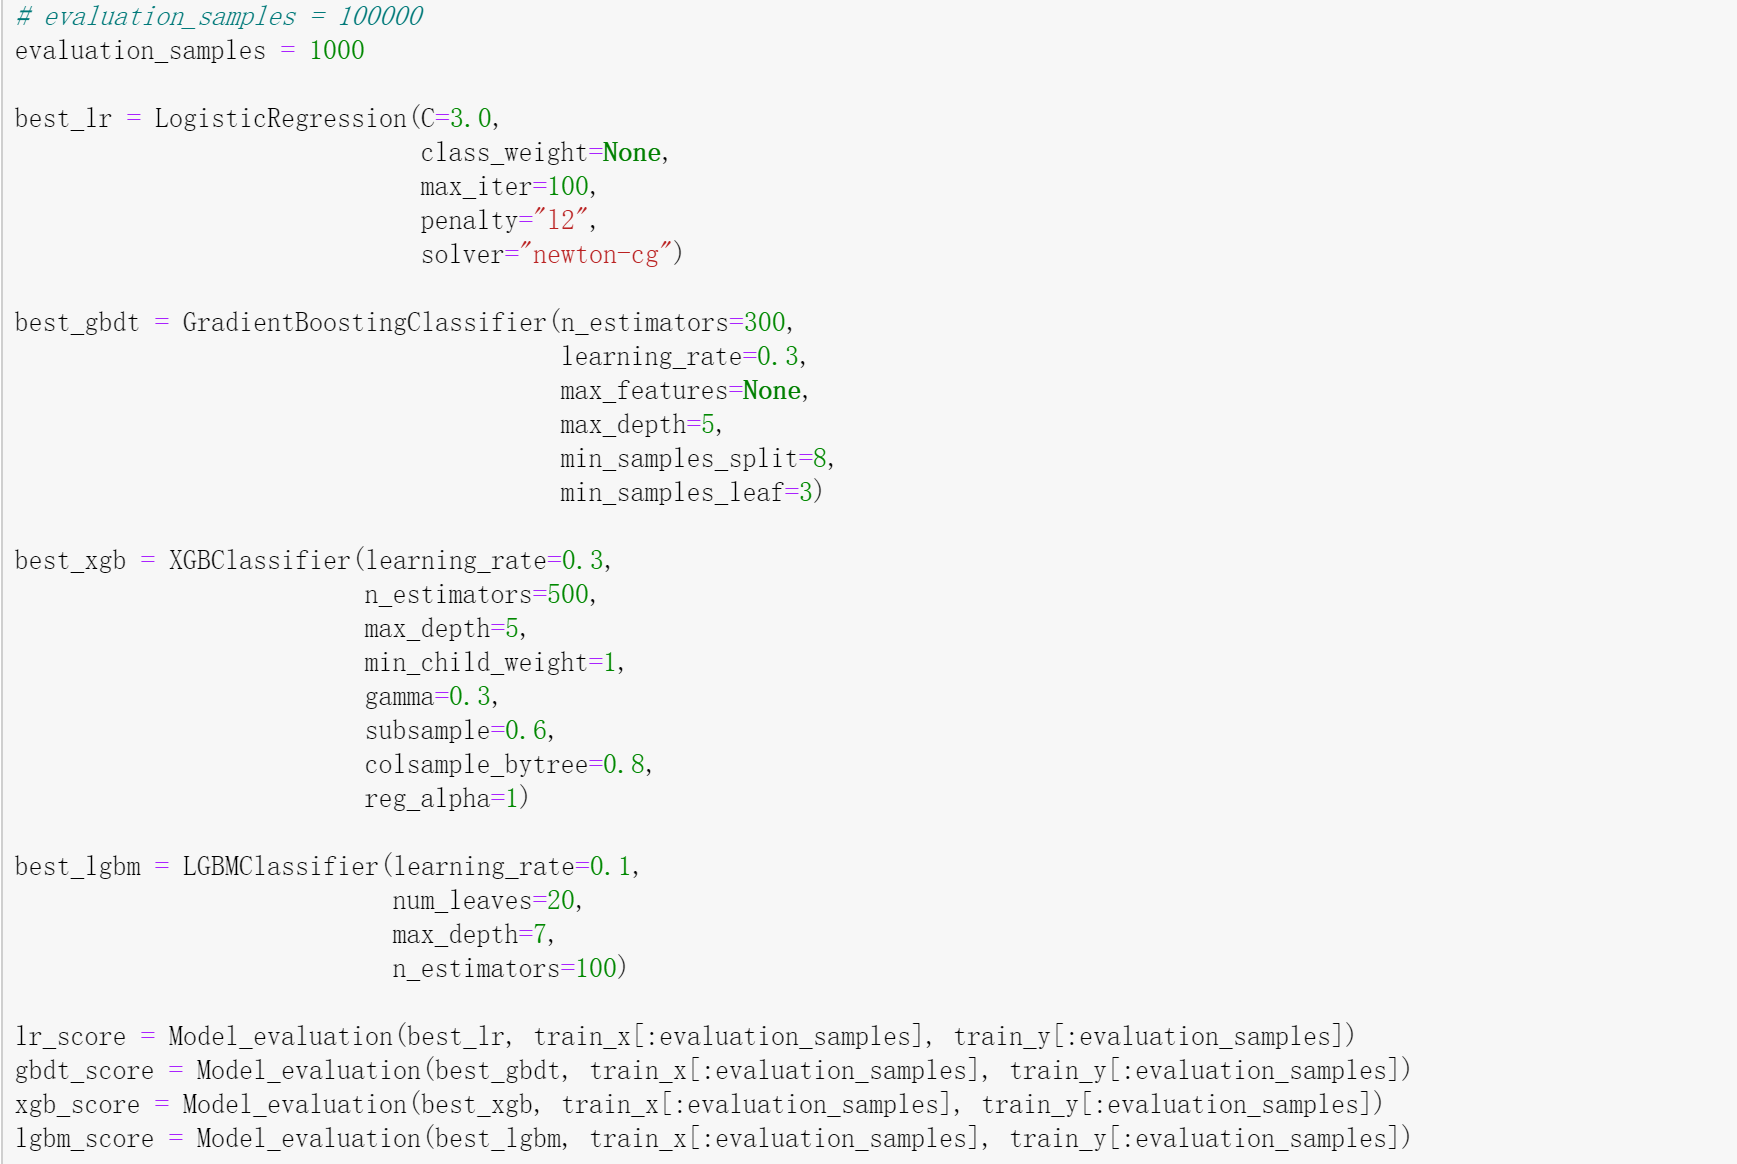 # evaluation_samples = 100000
evaluation_samples = 1000
best_lr = LogisticRegression(C=3.0,
class_weight=None,
max_iter=100,
penalty="l2",
solver="newton-cg")
best_gbdt = GradientBoostingClassifier(n_estimators=300,
learning_rate=0.3,
max_features=None,
max_depth=5,
min_samples_split=8,
min_samples_leaf=3)
best_xgb = XGBClassifier(learning_rate=0.3,
n_estimators=500,
max_depth=5,
min_child_weight=1,
gamma=0.3,
subsample=0.6,
colsample_bytree=0.8,
reg_alpha=1)
best_lgbm = LGBMClassifier(learning_rate=0.1,
num_leaves=20,
max_depth=7,
n_estimators=100)
lr_score = Model_evaluation(best_lr, train_x[:evaluation_samples], train_y[:evaluation_samples])
gbdt_score = Model_evaluation(best_gbdt, train_x[:evaluation_samples], train_y[:evaluation_samples])
xgb_score = Model_evaluation(best_xgb, train_x[:evaluation_samples], train_y[:evaluation_samples])
lgbm_score = Model_evaluation(best_lgbm, train_x[:evaluation_samples], train_y[:evaluation_samples])